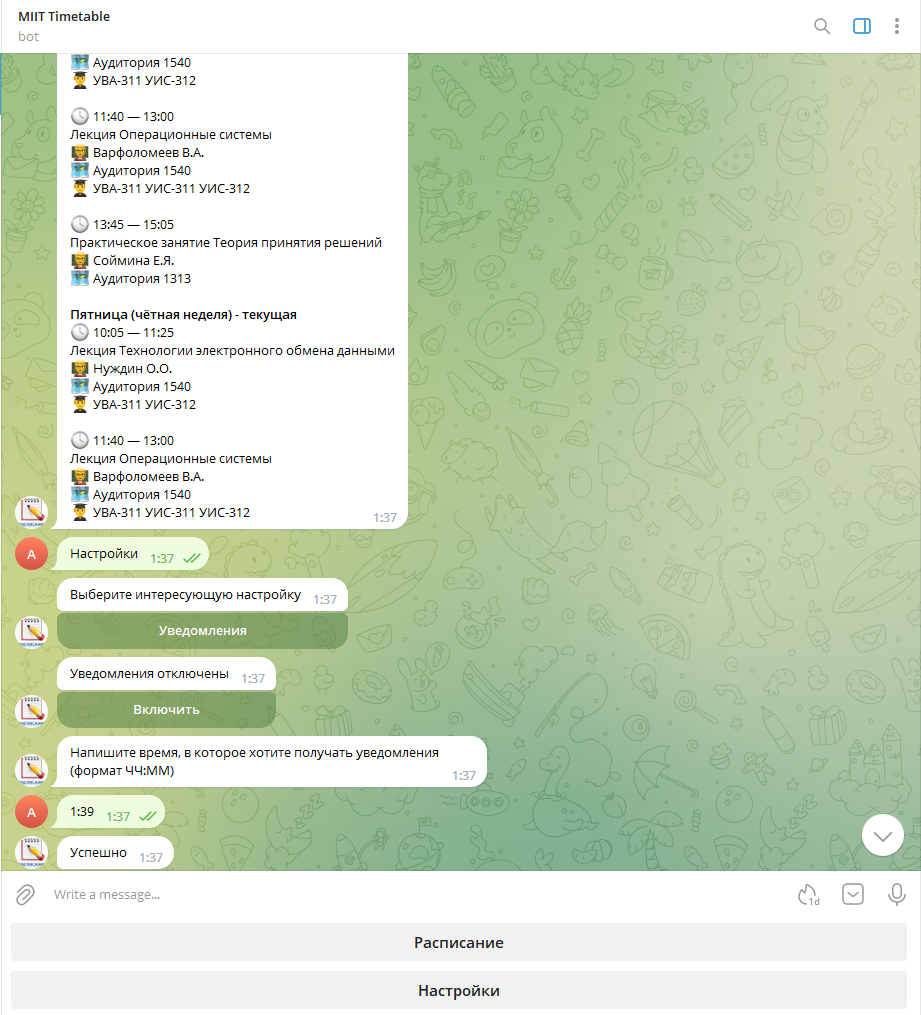 MIIT Timetable
bot
Аудитория 1540
УВА-311 УИС-312
11:40 — 13:00
Лекция Операционные системы
Варфоломеев В.А.
Аудитория 1540
УВА-311 УИС-311 УИС-312
13:45 — 15:05
Практическое занятие Теория принятия решений
Соймина Е.Я.
Аудитория 1313
Пятница (чётная неделя) - текущая
10:05 — 11:25
Лекция Технологии электронного обмена данными
Нуждин О.О.
Аудитория 1540
УВА-311 УИС-312
11:40 — 13:00
Лекция Операционные системы
Варфоломеев В.А.
Аудитория 1540
УВА-311 УИС-311 УИС-312
1:37
А
Настройки 1:37
Выберите интересующую настройку 1:37
Уведомления
Уведомления отключены 1:37
Включить
Напишите время, в которое хотите получать уведомления
(формат ЧЧ:ММ)
1:37
А
1:39 1:37
Успешно 1:37
Write a message...
1d
Расписание
Настройки